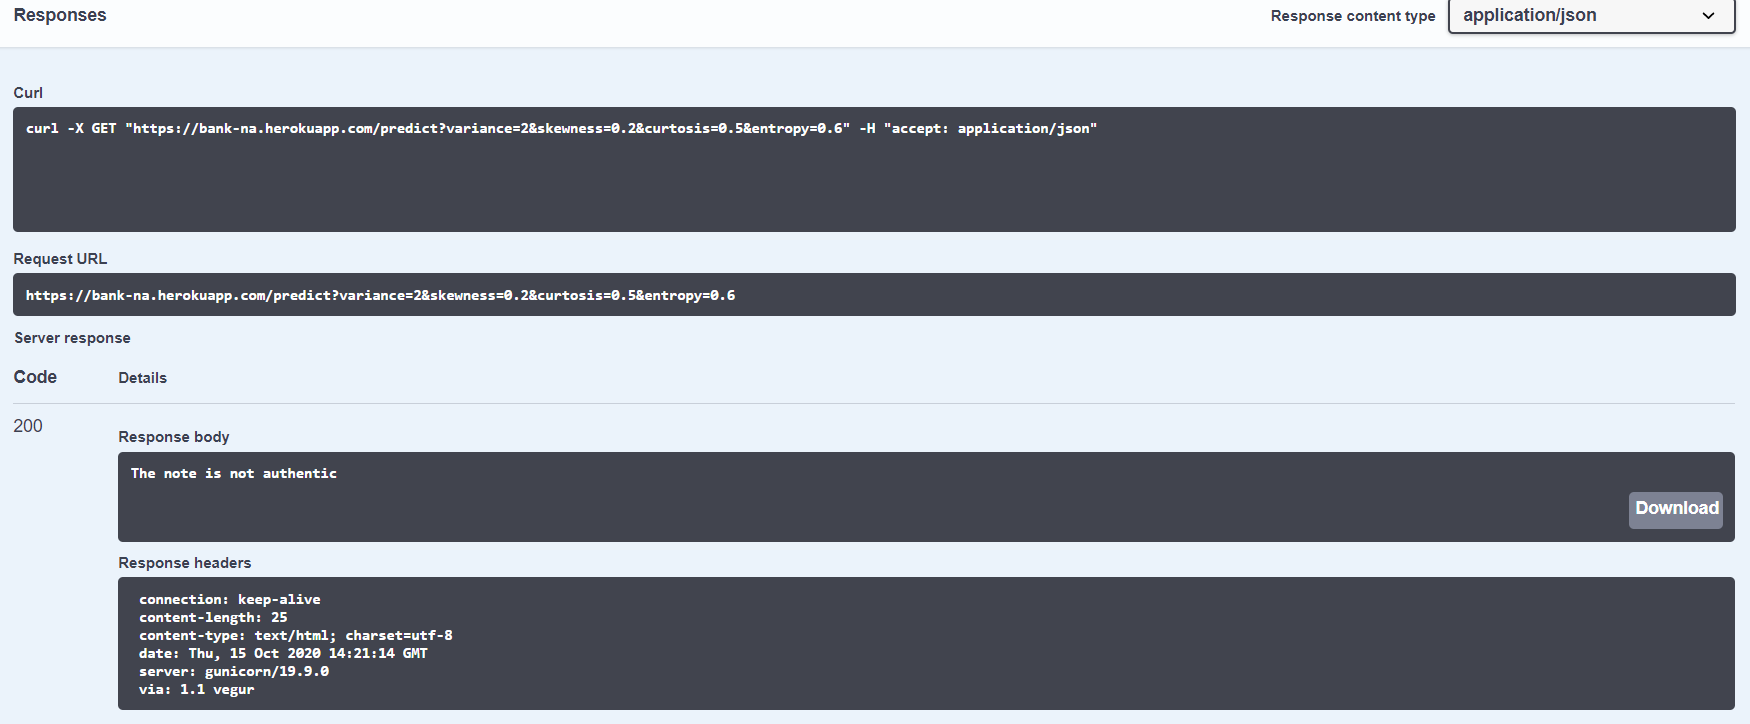 Responses
Response content type
application/json
Curl
curl -X GET "https://bank-na.herokuapp.com/predict?variance=2&skewness=0.2&curtosis=0.5&entropy=0.6" -H "accept: application/json"
Request URL
https://bank-na.herokuapp.com/predict?variance=2&skewness=0.2&curtosis=0.5&entropy=0.6
Server response
Code Details
200
Response body
The note is not authentic
Download
Response headers
connection: keep-alive
content-length: 25
content-type: text/html; charset=utf-8
date: Thu, 15 Oct 2020 14:21:14 GMT
server: gunicorn/19.9.0
via: 1.1 vegur